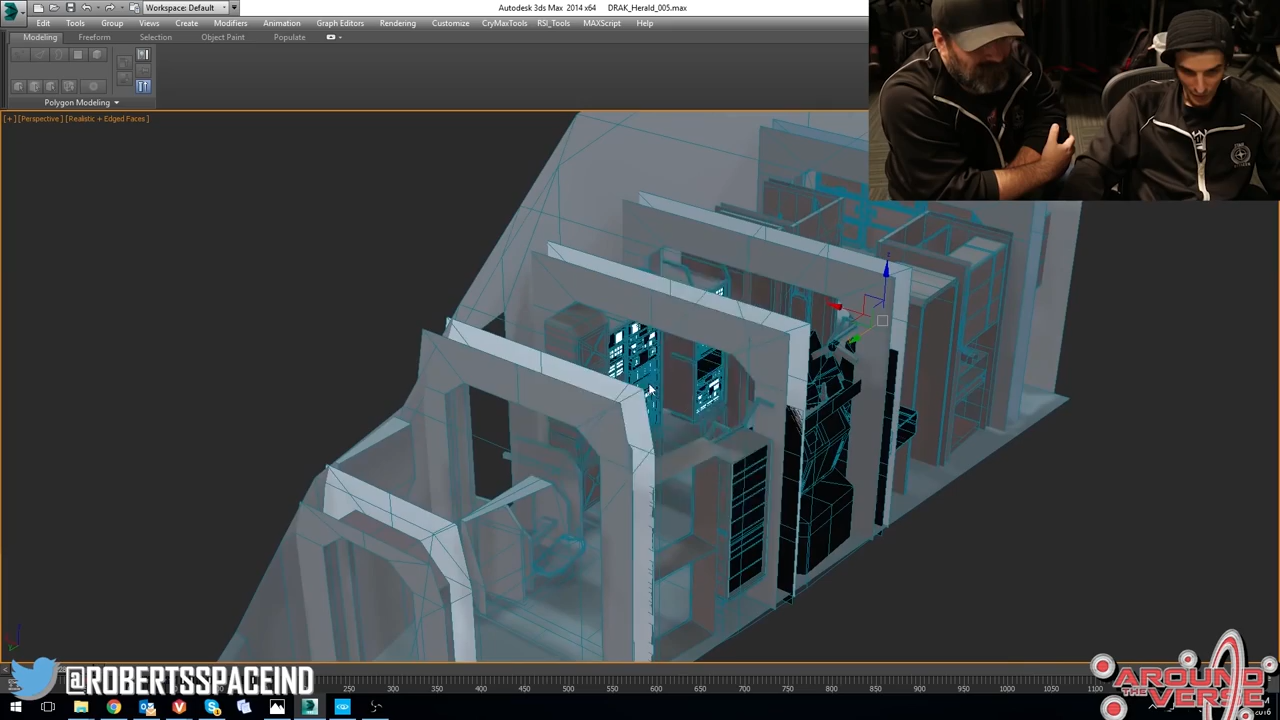 Workspace: Default
Autodesk 3ds Max 2014 x64 DRAK_Herald_005.max
Edit Tools Group Views Create Modifiers Animation Graph Editors Rendering Customize CryMaxTools RSI_Tools MAXScript Help
Modeling Freeform Selection Object Paint Populate
Polygon Modeling
[+] [Perspective] [Realistic + Edged Faces]
@ROBERTSSPACEIND
250 300 350 400 450 500 550 600 650 700 750 800 850 900 950 1000 1050 1100
AROUND
THE VERSE